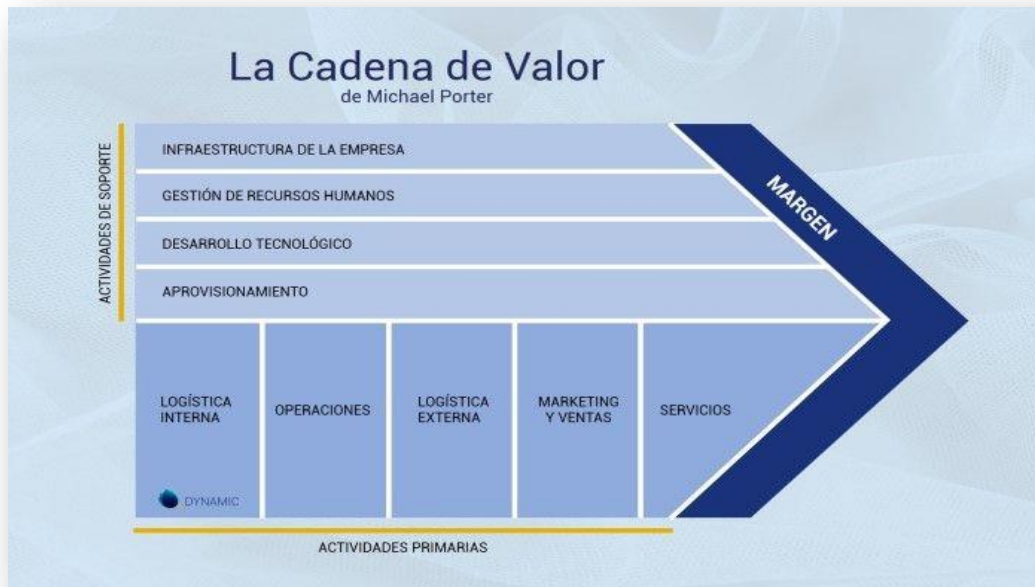 La Cadena de Valor
de Michael Porter
ACTIVIDADES DE SOPORTE
INFRAESTRUCTURA DE LA EMPRESA
GESTIÓN DE RECURSOS HUMANOS
DESARROLLO TECNOLÓGICO
APROVISIONAMIENTO
MARGEN
LOGÍSTICA
INTERNA
OPERACIONES
LOGÍSTICA
EXTERNA
MARKETING
Y VENTAS
SERVICIOS
DYNAMIC
ACTIVIDADES PRIMARIAS